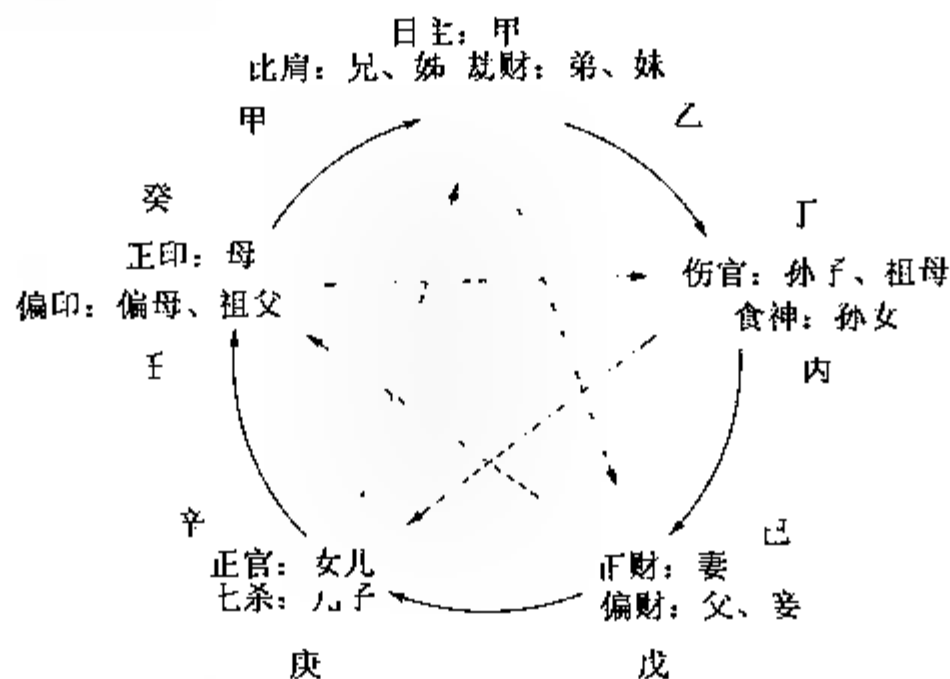 日主：甲
比肩：兄、姊 劫财：弟、妹
甲
乙
癸
丁
正印：母
偏印：偏母、祖父
伤官：孙子、祖母
食神：孙女
壬
丙
辛
己
正官：女儿
七杀：儿子
正财：妻
偏财：父、妾
庚
戊